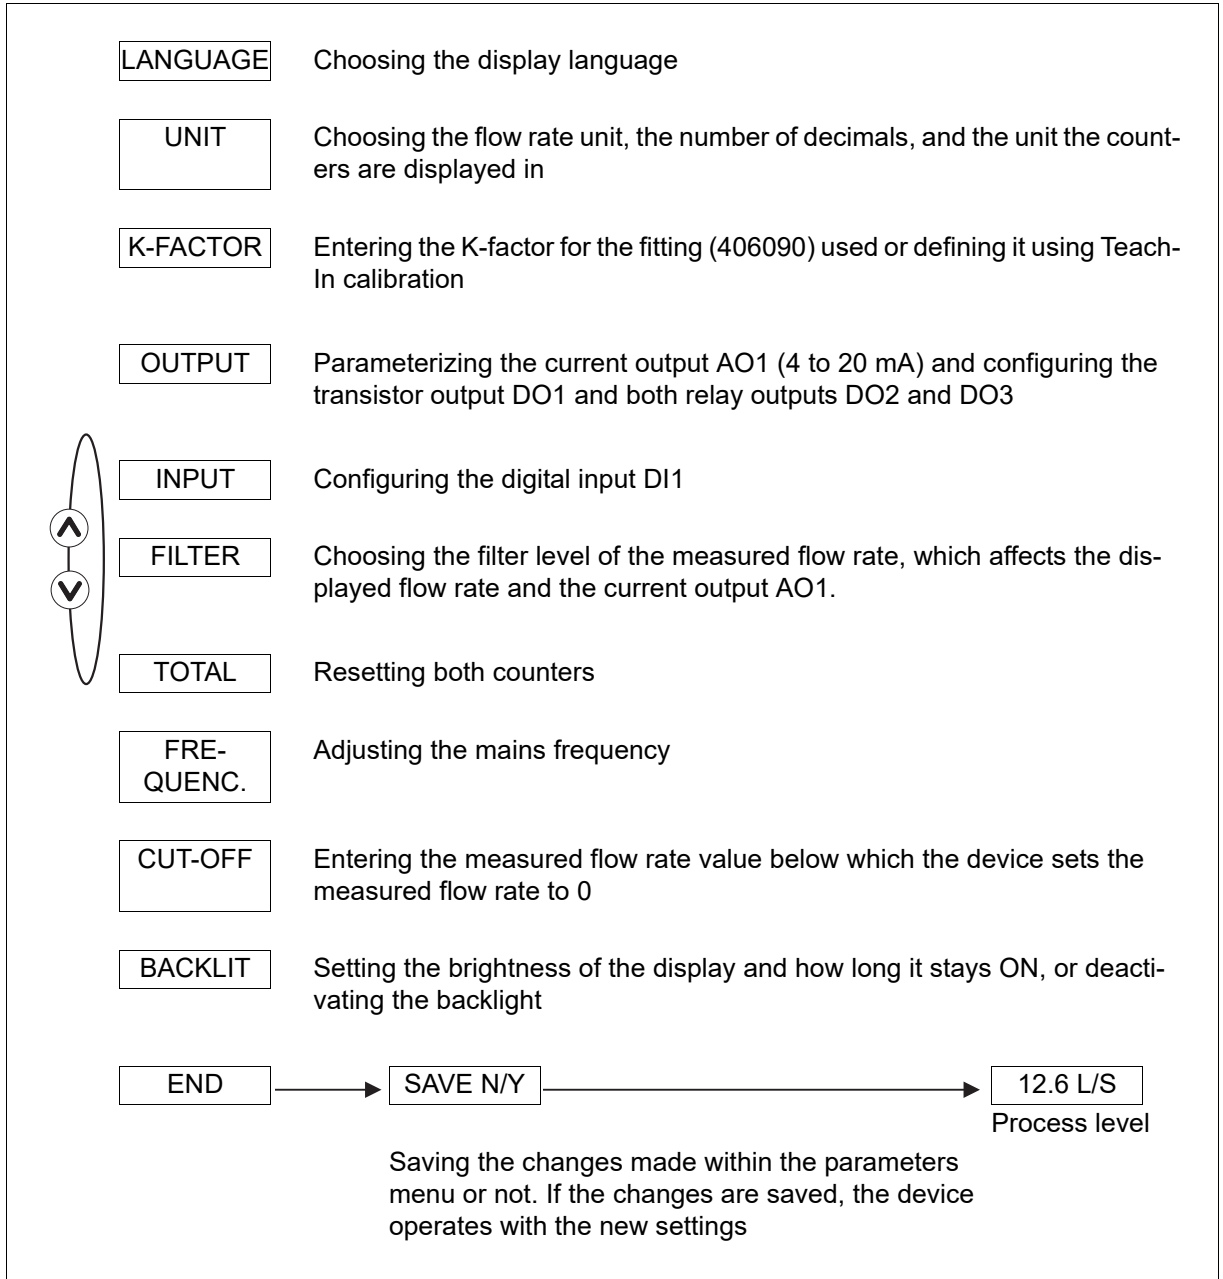 LANGUAGE
Choosing the display language
UNIT
Choosing the flow rate unit, the number of decimals, and the unit the count-
ers are displayed in
K-FACTOR
Entering the K-factor for the fitting (406090) used or defining it using Teach-
In calibration
OUTPUT
Parameterizing the current output AO1 (4 to 20 mA) and configuring the
transistor output DO1 and both relay outputs DO2 and DO3
INPUT
Configuring the digital input DI1
FILTER
Choosing the filter level of the measured flow rate, which affects the dis-
played flow rate and the current output AO1.
TOTAL
Resetting both counters
FRE-
QUENC.
Adjusting the mains frequency
CUT-OFF
Entering the measured flow rate value below which the device sets the
measured flow rate to 0
BACKLIT
Setting the brightness of the display and how long it stays ON, or deacti-
vating the backlight
END
SAVE N/Y
12.6 L/S
Process level
Saving the changes made within the parameters
menu or not. If the changes are saved, the device
operates with the new settings